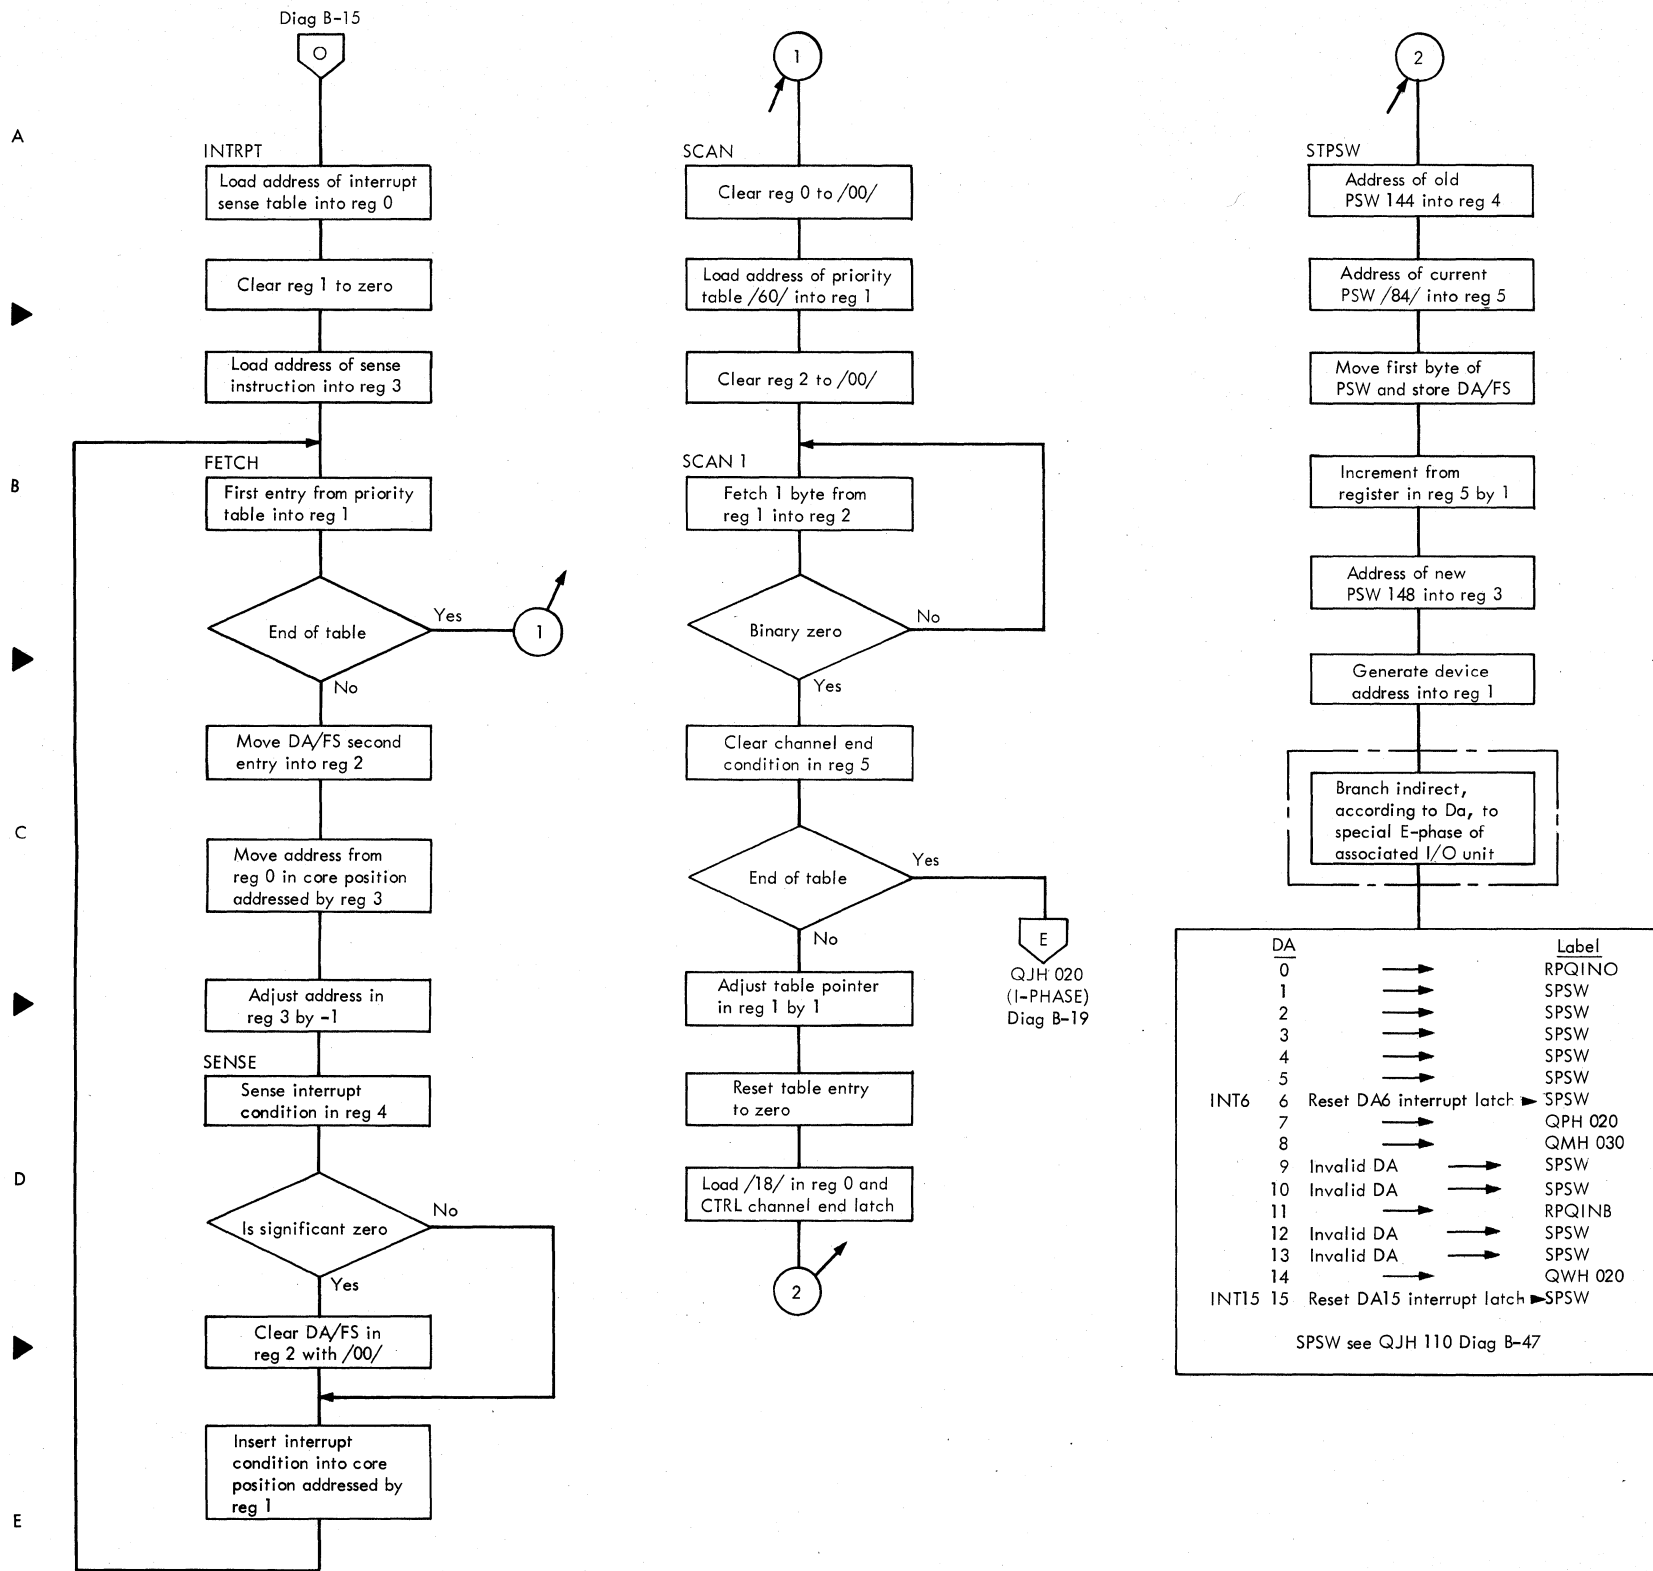 Diag B-15
O
A
INTRPT
Load address of interrupt
sense table into reg 0
Clear reg 1 to zero
Load address of sense
instruction into reg 3
B
FETCH
First entry from priority
table into reg 1
End of table
Yes
1
No
Move DA/FS second
entry into reg 2
C
Move address from
reg 0 in core position
addressed by reg 3
Adjust address in
reg 3 by -1
SENSE
Sense interrupt
condition in reg 4
D
Is significant zero
No
Yes
Clear DA/FS in
reg 2 with /00/
Insert interrupt
condition into core
position addressed by
reg 1
E
1
SCAN
Clear reg 0 to /00/
Load address of priority
table /60/ into reg 1
Clear reg 2 to /00/
SCAN 1
Fetch 1 byte from
reg 1 into reg 2
Binary zero
No
Yes
Clear channel end
condition in reg 5
End of table
Yes
E
QJH 020
(I-PHASE)
Diag B-19
No
Adjust table pointer
in reg 1 by 1
Reset table entry
to zero
Load /18/ in reg 0 and
CTRL channel end latch
2
2
STPSW
Address of old
PSW 144 into reg 4
Address of current
PSW /84/ into reg 5
Move first byte of
PSW and store DA/FS
Increment from
register in reg 5 by 1
Address of new
PSW 148 into reg 3
Generate device
address into reg 1
Branch indirect,
according to Da, to
special E-phase of
associated I/O unit
DA Label
0 RPQINO
1 SPSW
2 SPSW
3 SPSW
4 SPSW
5 SPSW
INT6 6 Reset DA6 interrupt latch SPSW
7 QPH 020
8 QMH 030
9 Invalid DA SPSW
10 Invalid DA SPSW
11 RPQINB
12 Invalid DA SPSW
13 Invalid DA SPSW
14 QWH 020
INT15 15 Reset DA15 interrupt latch SPSW
SPSW see QJH 110 Diag B-47